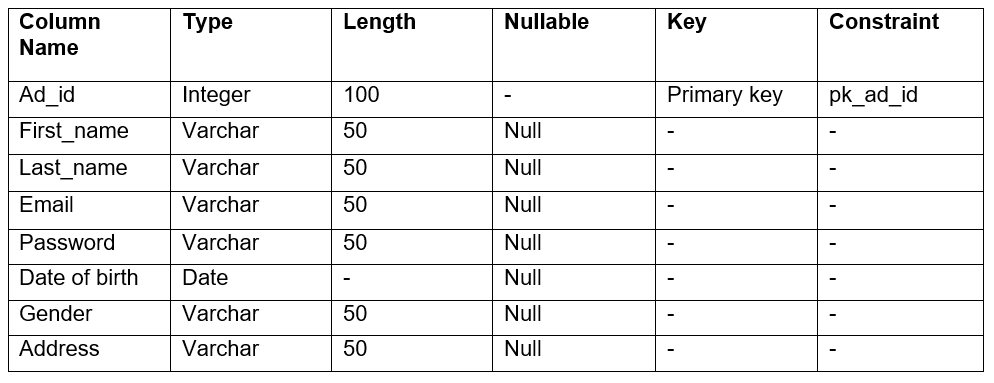 Column Name Type Length Nullable Key Constraint
Ad_id Integer 100 - Primary key pk_ad_id
First_name Varchar 50 Null - -
Last_name Varchar 50 Null - -
Email Varchar 50 Null - -
Password Varchar 50 Null - -
Date of birth Date - Null - -
Gender Varchar 50 Null - -
Address Varchar 50 Null - -